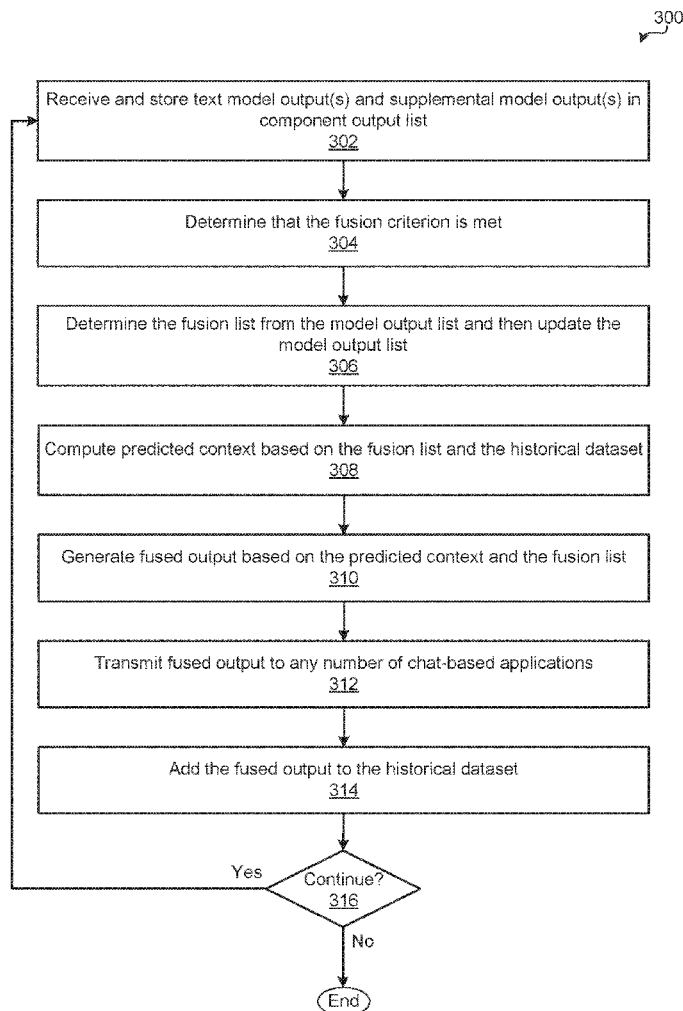 300
Receive and store text model output(s) and supplemental model output(s) in
component output list
302
Determine that the fusion criterion is met
304
Determine the fusion list from the model output list and then update the
model output list
306
Compute predicted context based on the fusion list and the historical dataset
308
Generate fused output based on the predicted context and the fusion list
310
Transmit fused output to any number of chat-based applications
312
Add the fused output to the historical dataset
314
Yes
Continue?
316
No
End